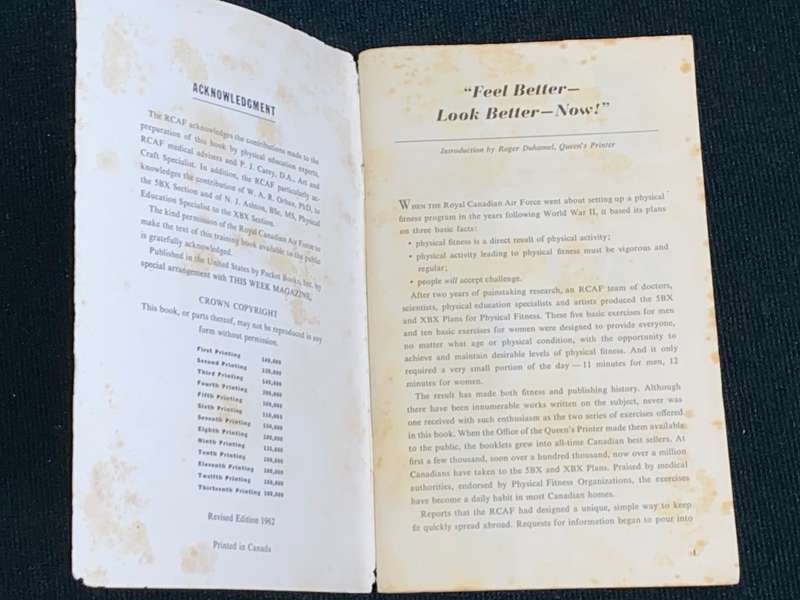 ACKNOWLEDGMENT
The RCAF acknowledges the contributions made to the
preparation of this book by physical education experts,
RCAF medical advisers and P. J. Carey, D.A., Art and
Craft Specialist. In addition, the RCAF particularly ac-
knowledges the contribution of W. A. R. Orban, PhD, to
the 5BX Section and of N. J. Ashton, BSc, MS, Physical
Education Specialist to the XBX Section.
The kind permission of the Royal Canadian Air Force to
make the text of this training book available to the public
is gratefully acknowledged.
Published in the United States by Pocket Books, Inc. by
special arrangement with THIS WEEK MAGAZINE.
CROWN COPYRIGHT
This book, or parts thereof, may not be reproduced in any
form without permission.
First Printing
Second Printing
Third Printing
Fourth Printing
Fifth Printing
Sixth Printing
Seventh Printing
Eighth Printing
Ninth Printing
Tenth Printing
Eleventh Printing
Twelfth Printing
Thirteenth Printing
Revised Edition 1962
Printed in Canada
“Feel Better—
Look Better—Now!”
Introduction by Roger Duhamel, Queen's Printer
WHEN THE Royal Canadian Air Force went about setting up a physical
fitness program in the years following World War II, it based its plans
on three basic facts:
• physical fitness is a direct result of physical activity;
• physical activity leading to physical fitness must be vigorous and
regular;
• people will accept challenge.
After two years of painstaking research, an RCAF team of doctors,
scientists, physical education specialists and artists produced the 5BX
and XBX Plans for Physical Fitness. These five basic exercises for men
and ten basic exercises for women were designed to provide everyone,
no matter what age or physical condition, with the opportunity to
achieve and maintain desirable levels of physical fitness. And it only
required a very small portion of the day—11 minutes for men, 12
minutes for women.
The result has made both fitness and publishing history. Although
there have been innumerable works written on the subject, never was
one received with such enthusiasm as the two series of exercises offered
in this book. When the Office of the Queen's Printer made them available
to the public, the booklets grew into all-time Canadian best sellers. At
first a few thousand, soon over a hundred thousand, now over a million
Canadians have taken to the 5BX and XBX Plans. Praised by medical
authorities, endorsed by Physical Fitness Organizations, the exercises
have become a daily habit in most Canadian homes.
Reports that the RCAF had designed a unique, simple way to keep
fit quickly spread abroad. Requests for information began to pour into
1